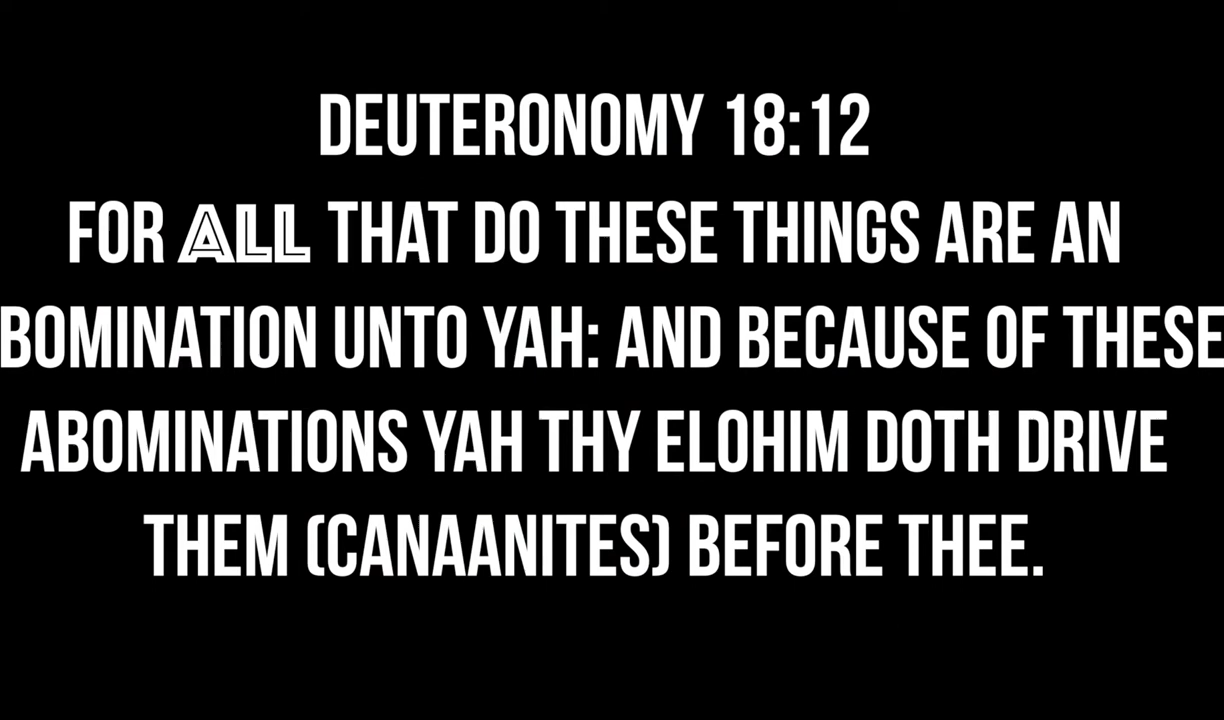 DEUTERONOMY 18:12
FOR ALL THAT DO THESE THINGS ARE AN
BOMINATION UNTO YAH: AND BECAUSE OF THESE
ABOMINATIONS YAH THY ELOHIM DOTH DRIVE
THEM (CANAANITES) BEFORE THEE.